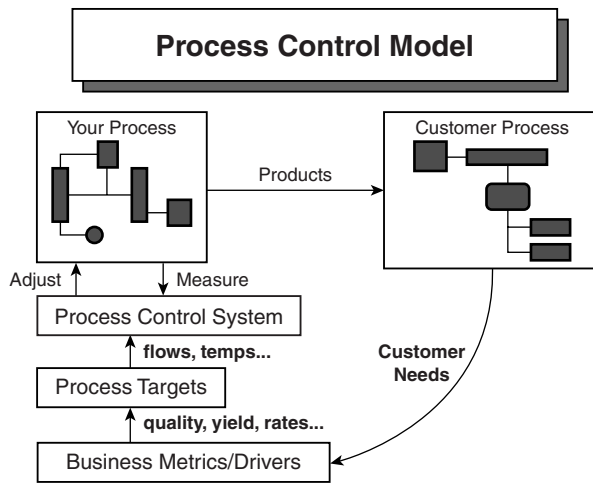 Process Control Model
Your Process
Customer Process
Products
Adjust
Measure
Process Control System
flows, temps...
Customer
Needs
Process Targets
quality, yield, rates...
Business Metrics/Drivers